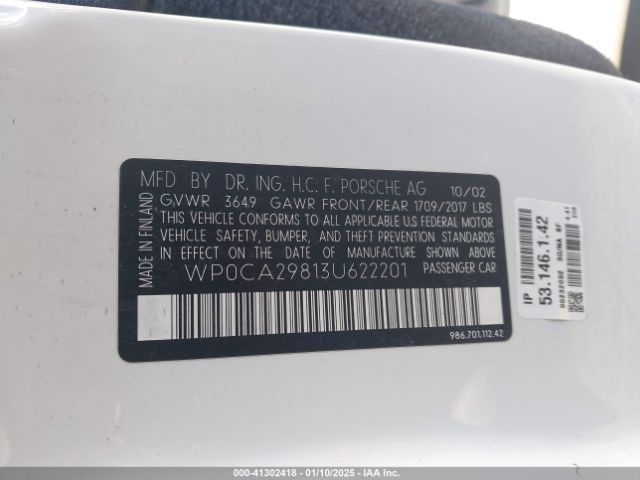 MFD BY DR. ING. H.C. F. PORSCHE AG 10/02
GVWR 3649 GAWR FRONT/REAR 1709/2017 LBS
THIS VEHICLE CONFORMS TO ALL APPLICABLE U.S FEDERAL MOTOR
VEHICLE SAFETY, BUMPER, AND THEFT PREVENTION STANDARDS
IN EFFECT ON THE DATE OF MANUFACTURE SHOWN ABOVE.
WP0CA29813U622201 PASSENGER CAR
986.701.112.42
MADE IN FINLAND
IP
53.146.1.42
00-41302418 - 01/10/2025 - IAA Inc.